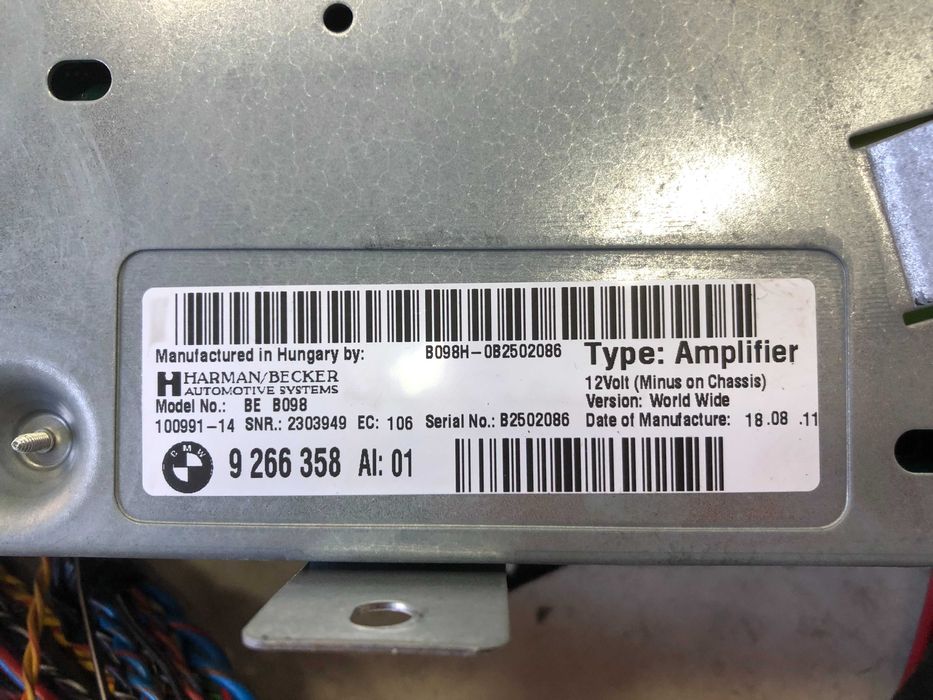 Manufactured in Hungary by:
B098H-0B2502086
Type: Amplifier
HARMAN/BECKER
AUTOMOTIVE SYSTEMS
12Volt (Minus on Chassis)
Model No.: BE B098
Version: World Wide
100991-14 SNR.: 2303949 EC: 106 Serial No.: B2502086 Date of Manufacture: 18.08 .11
BMW
9 266 358 AI: 01